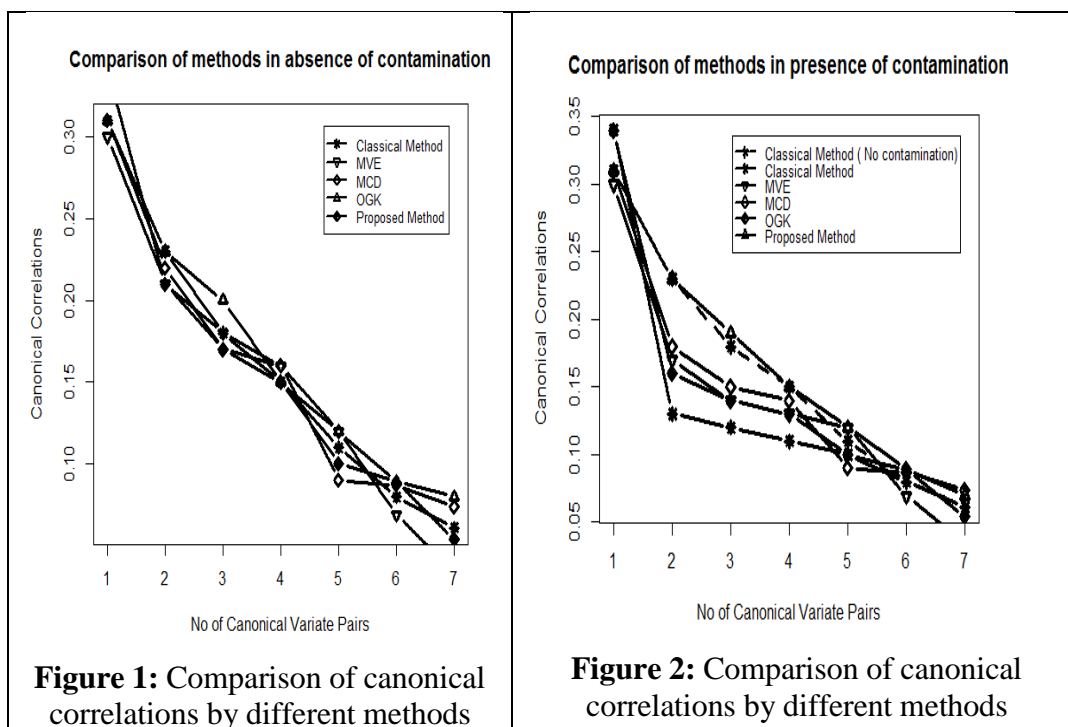 Comparison of methods in absence of contamination
Canonical Correlations
0.30
0.25
0.20
0.15
0.10
Classical Method
MVE
MCD
OGK
Proposed Method
1 2 3 4 5 6 7
No of Canonical Variate Pairs
Figure 1: Comparison of canonical
correlations by different methods
Comparison of methods in presence of contamination
Canonical Correlations
0.35
0.30
0.25
0.20
0.15
0.10
0.05
Classical Method ( No contamination)
Classical Method
MVE
MCD
OGK
Proposed Method
1 2 3 4 5 6 7
No of Canonical Variate Pairs
Figure 2: Comparison of canonical
correlations by different methods